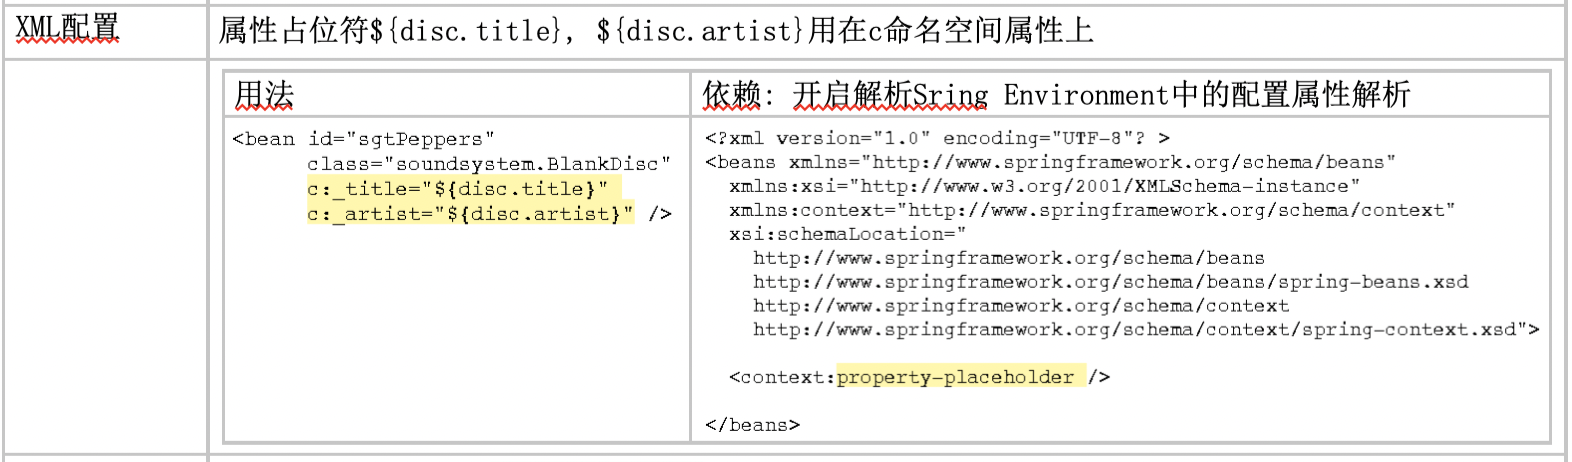 XML配置
属性占位符${disc.title}, ${disc.artist}用在c命名空间属性上
用法
<bean id="sgtPeppers"
class="soundsystem.BlankDisc"
c:_title="${disc.title}"
c:_artist="${disc.artist}" />
依赖: 开启解析Sring Environment中的配置属性解析
<?xml version="1.0" encoding="UTF-8"? >
<beans xmlns="http://www.springframework.org/schema/beans"
xmlns:xsi="http://www.w3.org/2001/XMLSchema-instance"
xmlns:context="http://www.springframework.org/schema/context"
xsi:schemaLocation="
http://www.springframework.org/schema/beans
http://www.springframework.org/schema/beans/spring-beans.xsd
http://www.springframework.org/schema/context
http://www.springframework.org/schema/context/spring-context.xsd">
<context:property-placeholder />
</beans>